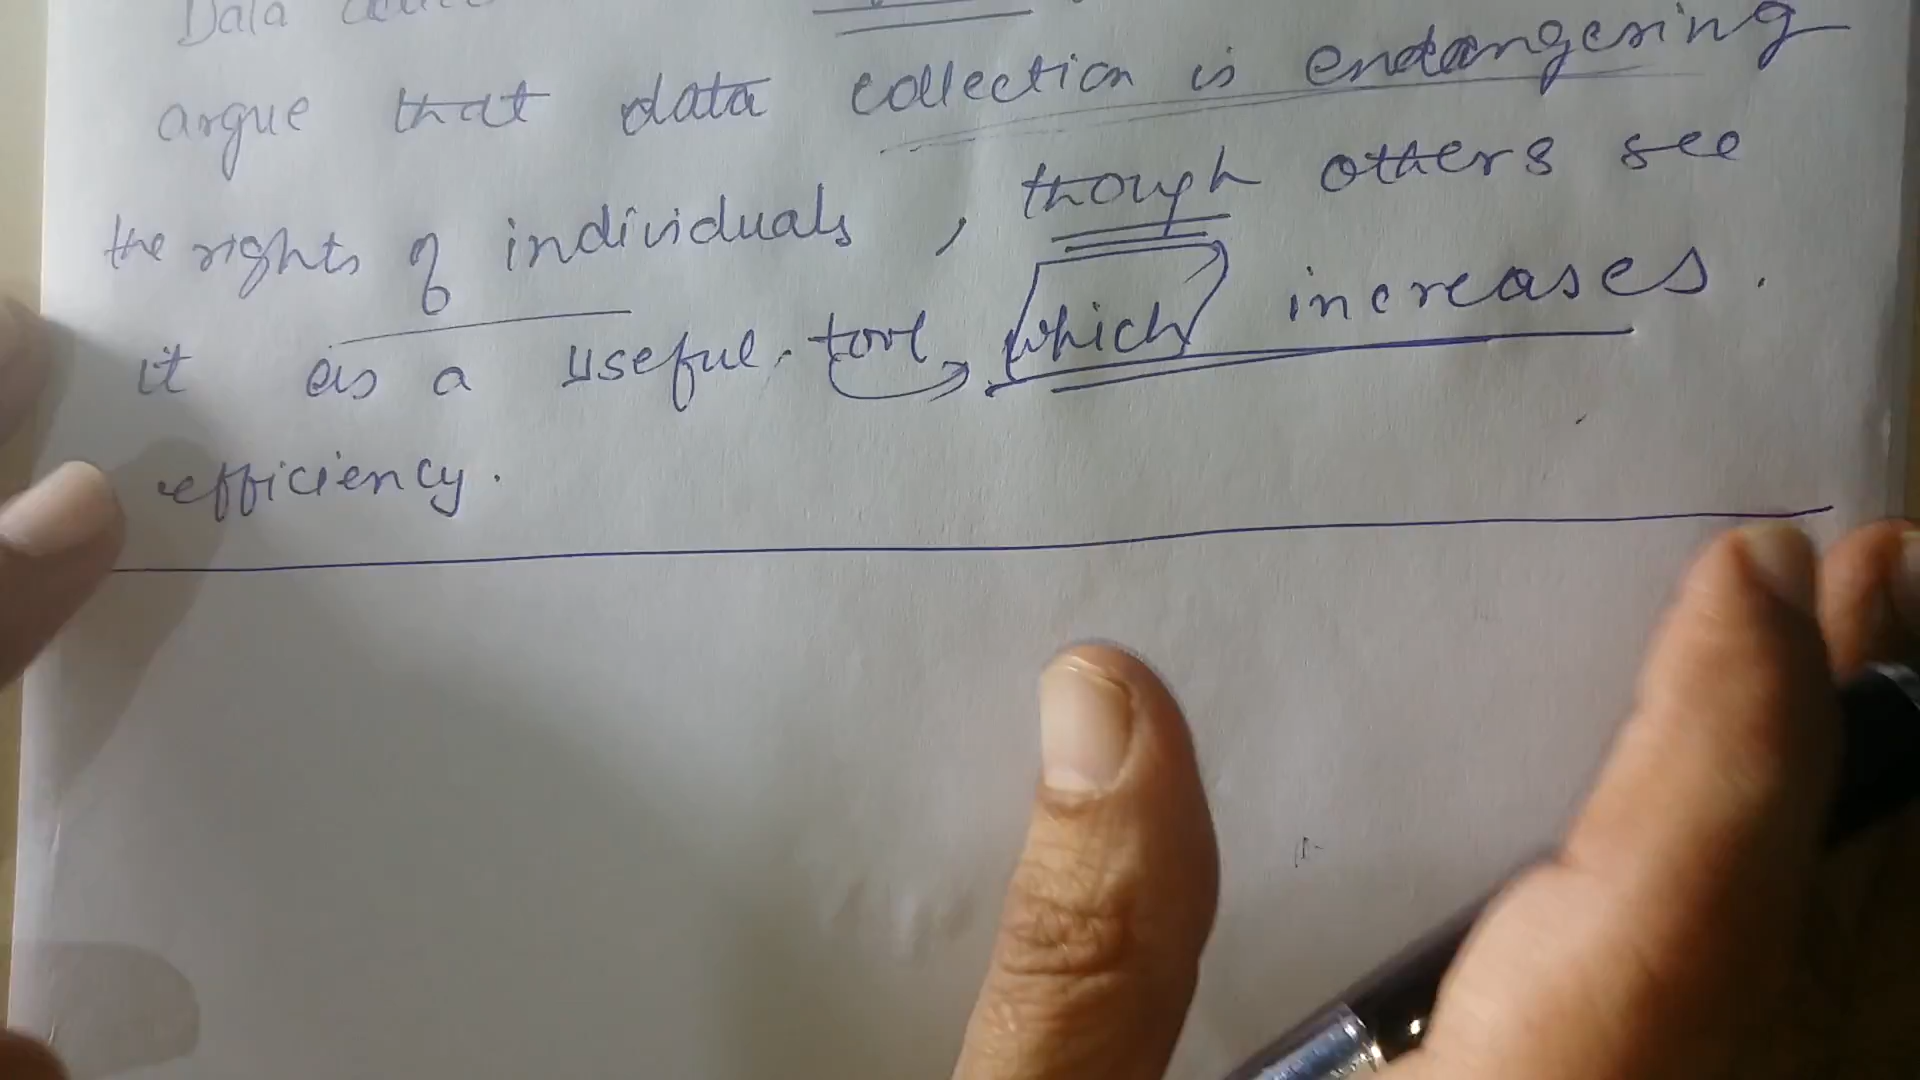 Data
argue that data collection is endangering
the rights of individuals, though others see
it as a useful tool which increases.
efficiency.